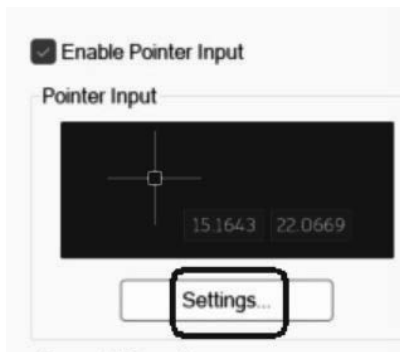 Enable Pointer Input
Pointer Input
15.1643 22.0669
Settings...